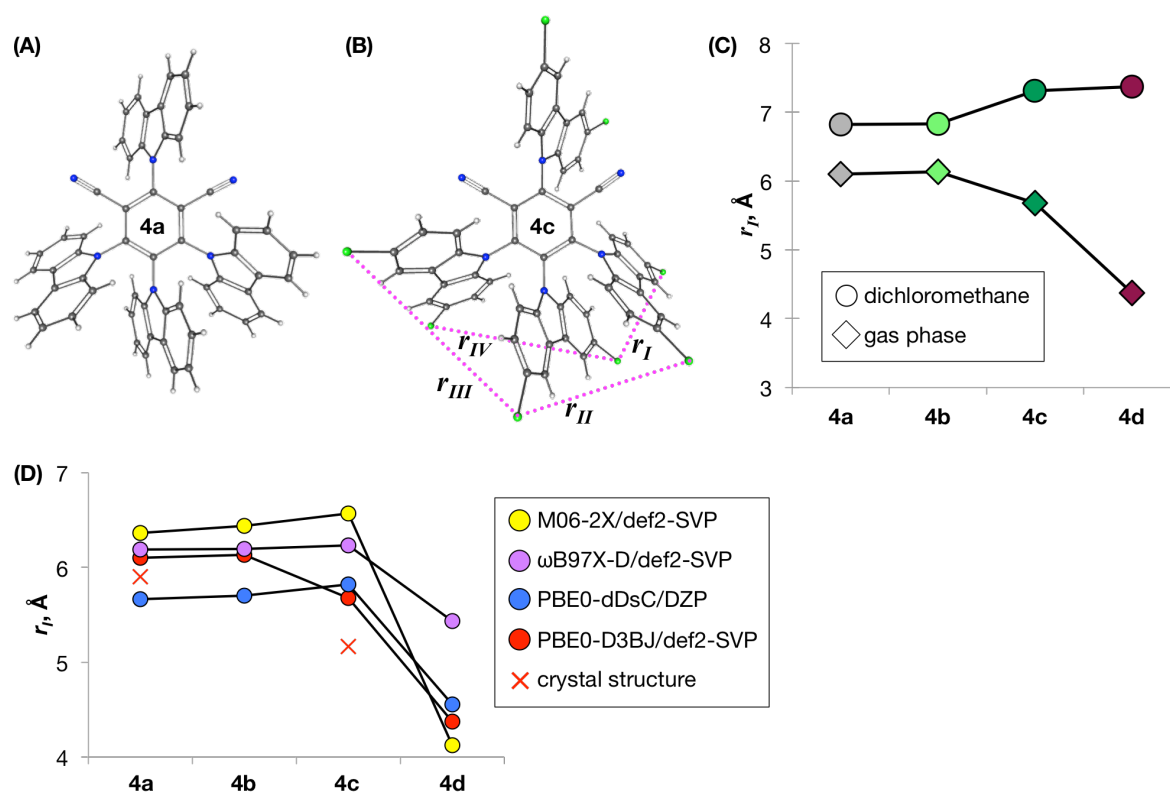 (A)
4a
(B)
4c
r_I
r_II
r_III
r_IV
(C)
8
7
6
5
4
3
r_I, Å
dichloromethane
gas phase
4a 4b 4c 4d
(D)
7
6
5
4
r_I, Å
4a 4b 4c 4d
M06-2X/def2-SVP
ωB97X-D/def2-SVP
PBE0-dDsC/DZP
PBE0-D3BJ/def2-SVP
crystal structure